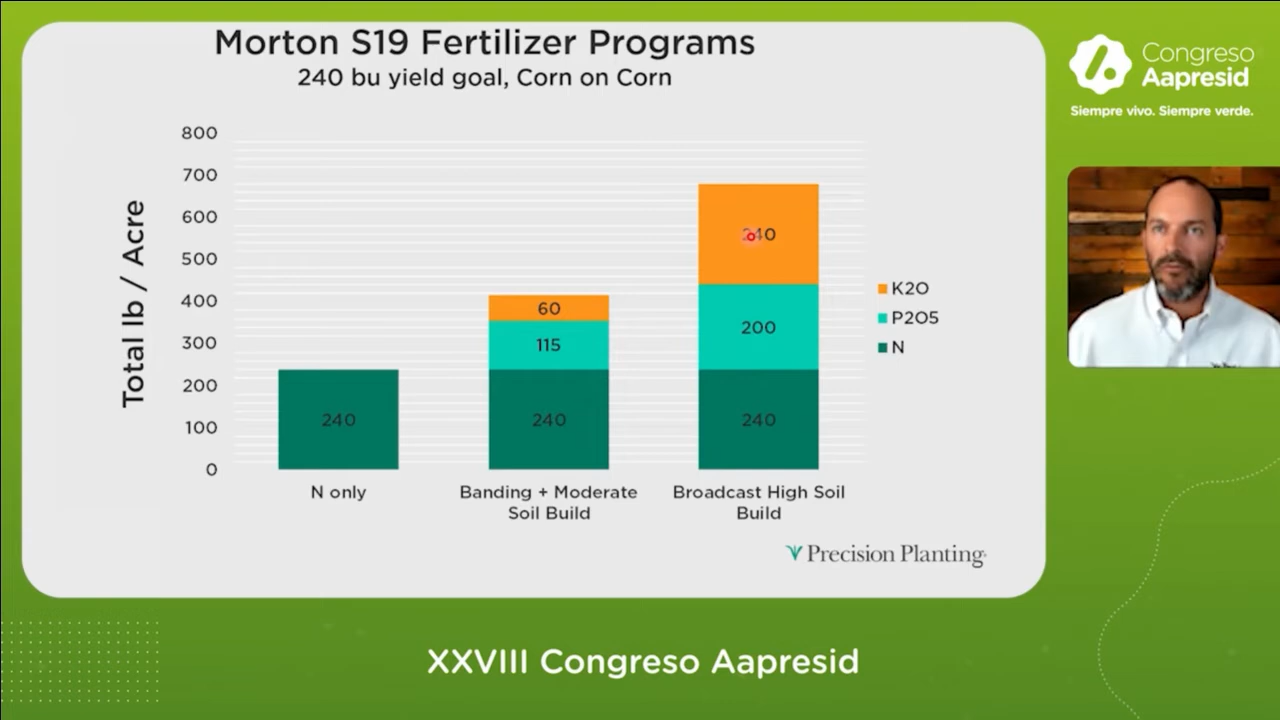 Morton S19 Fertilizer Programs
240 bu yield goal, Corn on Corn
Total lb / Acre
800
700
600
500
400
300
200
100
0
240
60
115
240
240
200
240
N only
Banding + Moderate
Soil Build
Broadcast High Soil
Build
K2O
P2O5
N
Precision Planting
Congreso
Aapresid
Siempre vivo. Siempre verde.
XXVIII Congreso Aapresid